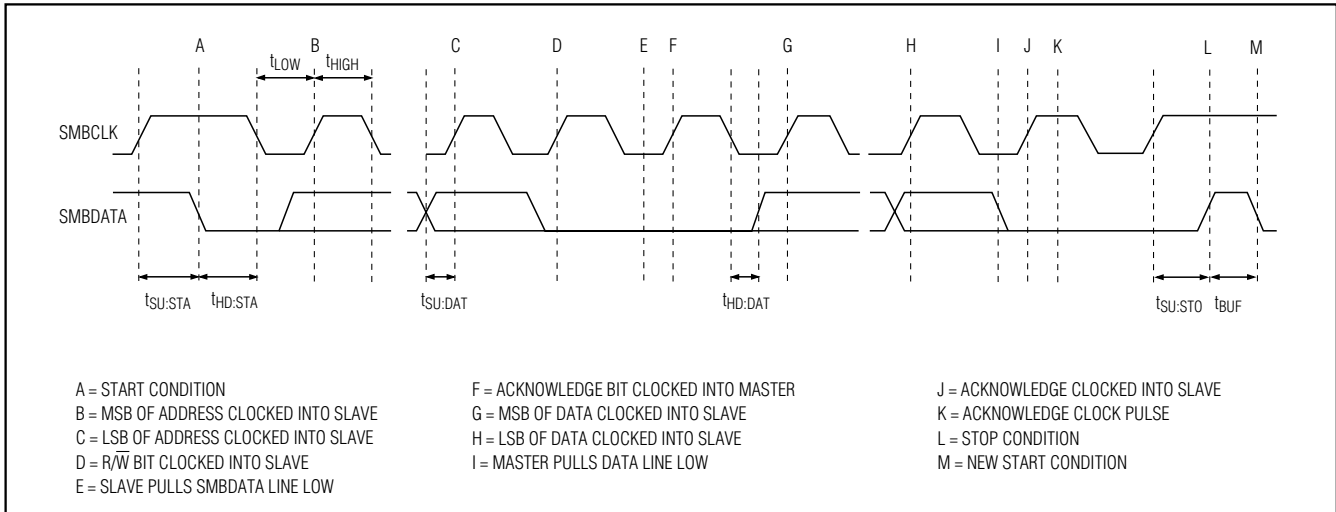 A B C D E F G H I J K L M
tLOW tHIGH
SMBCLK
SMBDATA
tSU:STA tHD:STA tSU:DAT tHD:DAT tSU:STO tBUF
A = START CONDITION
B = MSB OF ADDRESS CLOCKED INTO SLAVE
C = LSB OF ADDRESS CLOCKED INTO SLAVE
D = R/W̅ BIT CLOCKED INTO SLAVE
E = SLAVE PULLS SMBDATA LINE LOW
F = ACKNOWLEDGE BIT CLOCKED INTO MASTER
G = MSB OF DATA CLOCKED INTO SLAVE
H = LSB OF DATA CLOCKED INTO SLAVE
I = MASTER PULLS DATA LINE LOW
J = ACKNOWLEDGE CLOCKED INTO SLAVE
K = ACKNOWLEDGE CLOCK PULSE
L = STOP CONDITION
M = NEW START CONDITION